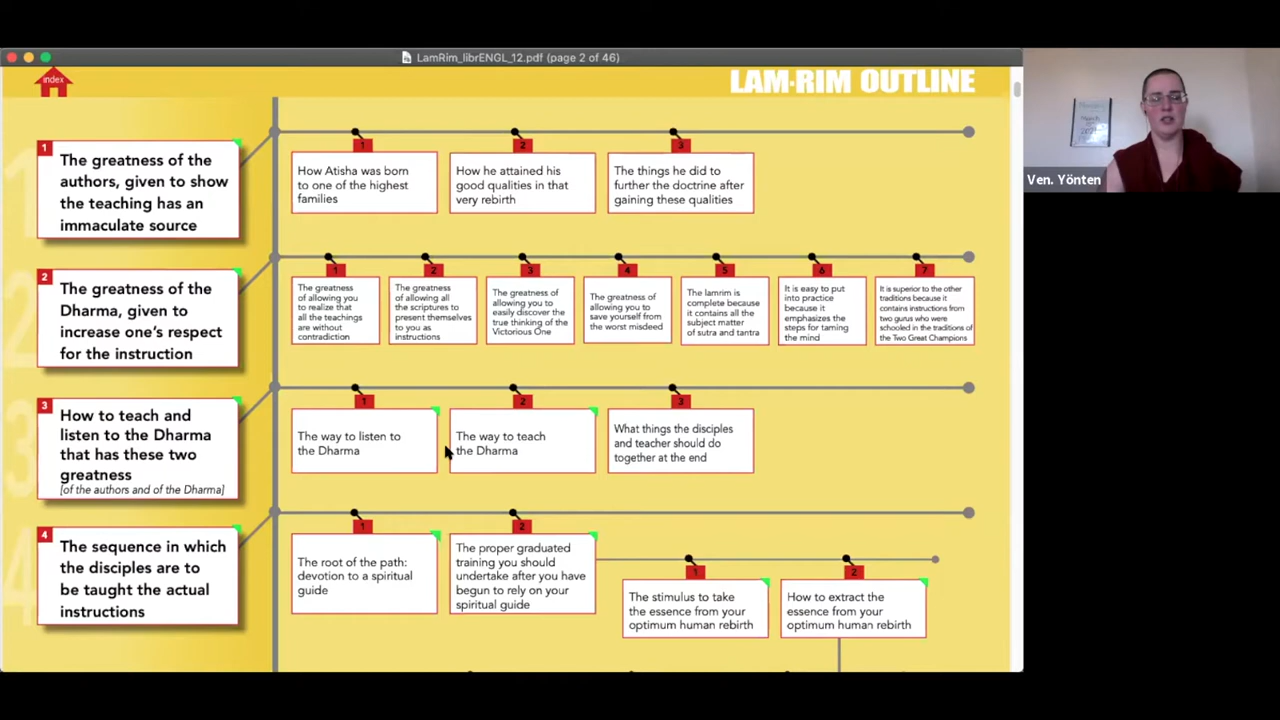 LamRim_librENGL_12.pdf (page 2 of 46)
index
LAM·RIM OUTLINE
1
The greatness of the
authors, given to show
the teaching has an
immaculate source
1
How Atisha was born
to one of the highest
families
2
How he attained his
good qualities in that
very rebirth
3
The things he did to
further the doctrine after
gaining these qualities
2
The greatness of the
Dharma, given to
increase one's respect
for the instruction
1
The greatness
of allowing you
to realize that
all the teachings
are without
contradiction
2
The greatness
of allowing all
the scriptures to
present themselves
to you as
instructions
3
The greatness of
allowing you to
easily discover the
true thinking of the
Victorious One
4
The greatness of
allowing you to
save yourself from
the worst misdeed
5
The lamrim is
complete because
it contains all the
subject matter
of sutra and tantra
6
It is easy to put
into practice
because it
emphasizes the
steps for taming
the mind
7
It is superior to the other
traditions because it
contains instructions from
two gurus who were
schooled in the traditions of
the Two Great Champions
3
How to teach and
listen to the Dharma
that has these two
greatness
[of the authors and of the Dharma]
1
The way to listen to
the Dharma
2
The way to teach
the Dharma
3
What things the disciples
and teacher should do
together at the end
4
The sequence in which
the disciples are to
be taught the actual
instructions
1
The root of the path:
devotion to a spiritual
guide
2
The proper graduated
training you should
undertake after you have
begun to rely on your
spiritual guide
1
The stimulus to take
the essence from your
optimum human rebirth
2
How to extract the
essence from your
optimum human rebirth
Ven. Yönten